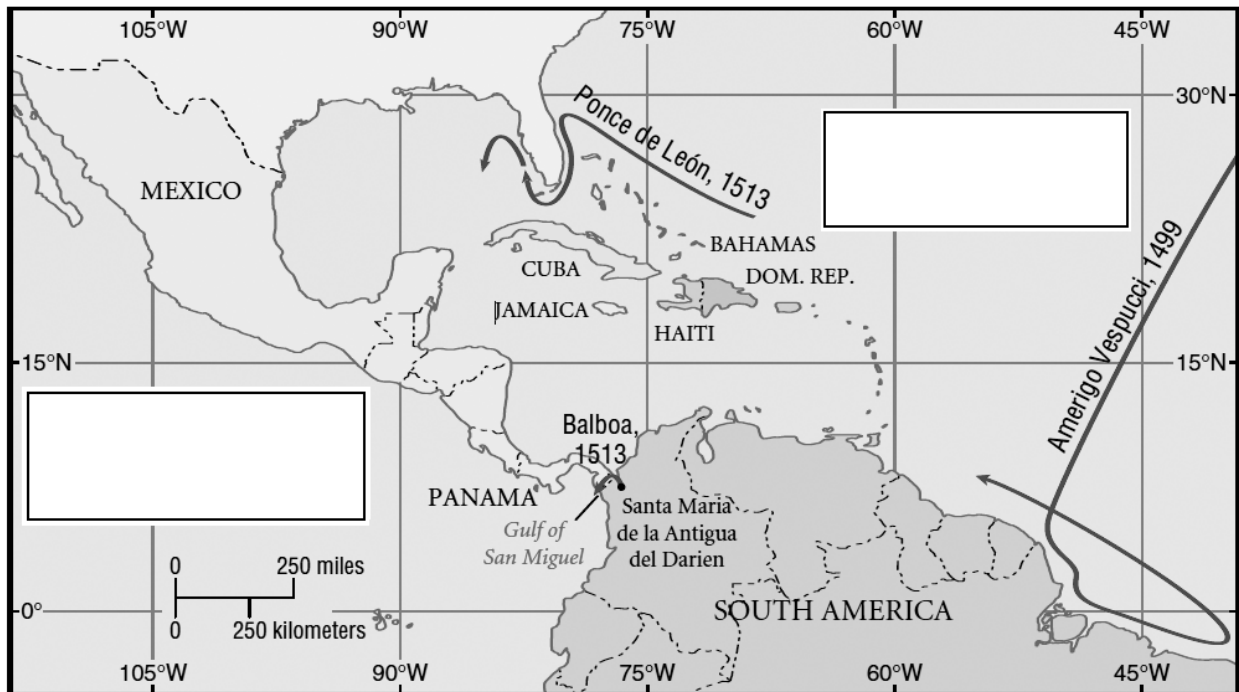 105°W
90°W
75°W
60°W
45°W
30°N
Ponce de León, 1513
MEXICO
BAHAMAS
CUBA
DOM. REP.
JAMAICA
HAITI
Amerigo Vespucci, 1499
15°N
15°N
Balboa,
1513
PANAMA
Santa Maria
de la Antigua
del Darien
Gulf of
San Miguel
0
250 miles
0
250 kilometers
SOUTH AMERICA
0°
105°W
90°W
75°W
60°W
45°W